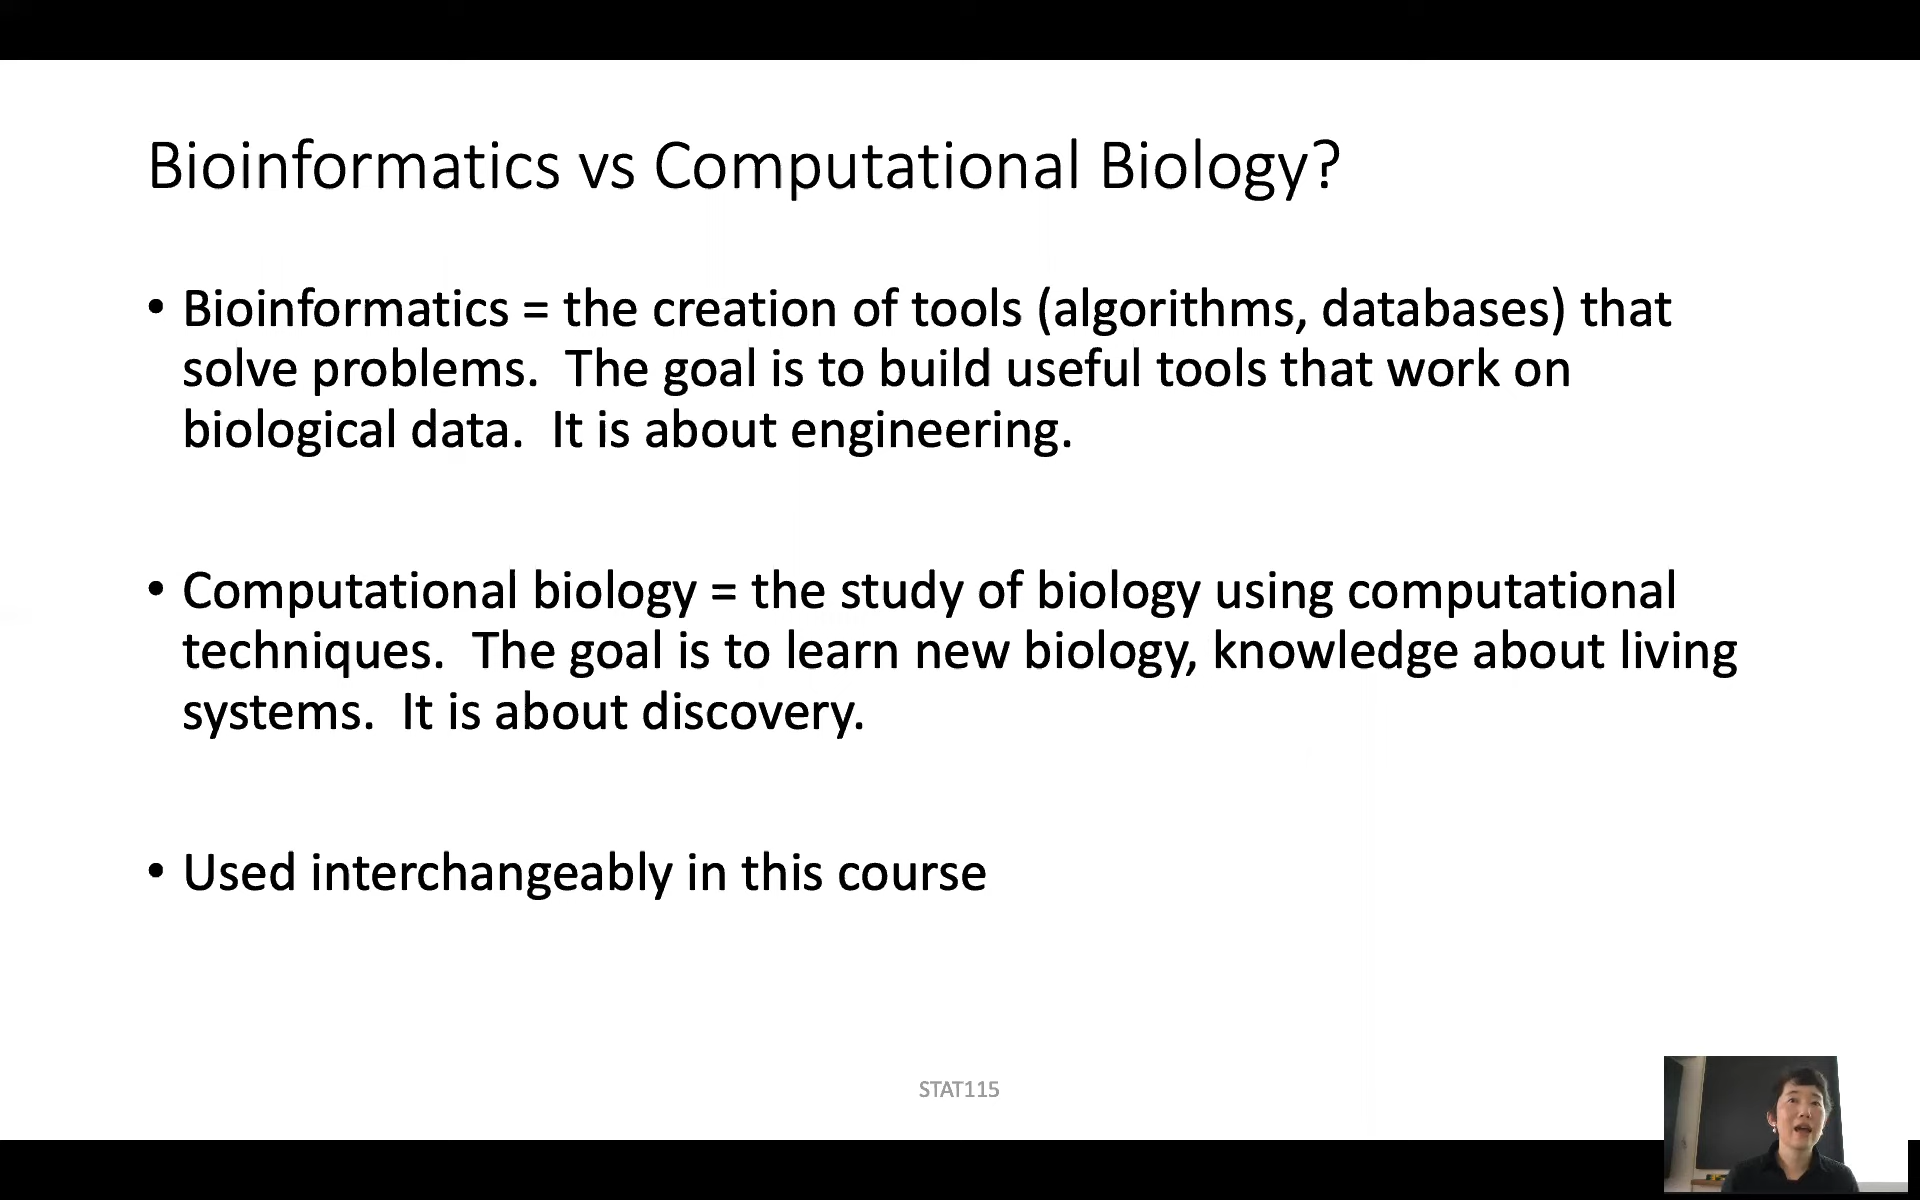 Bioinformatics vs Computational Biology?
• Bioinformatics = the creation of tools (algorithms, databases) that
solve problems.  The goal is to build useful tools that work on
biological data.  It is about engineering.
• Computational biology = the study of biology using computational
techniques.  The goal is to learn new biology, knowledge about living
systems.  It is about discovery.
• Used interchangeably in this course
STAT115